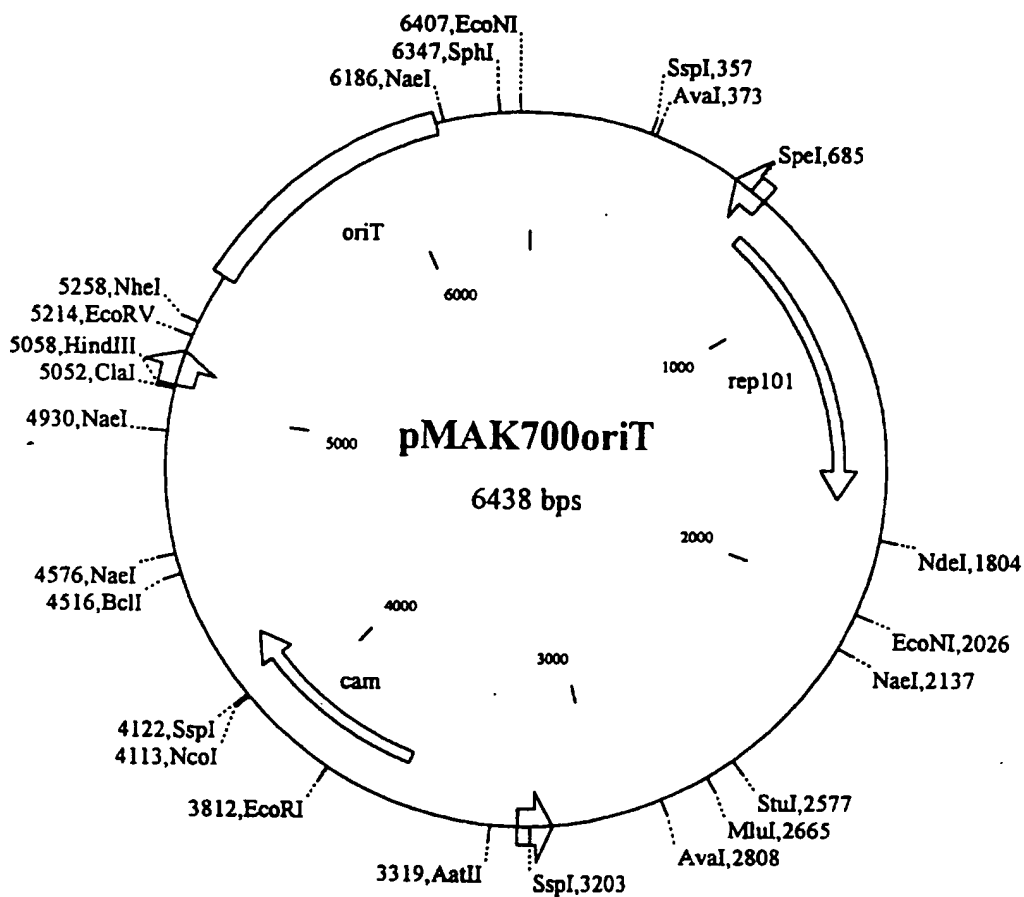 6407,EcoNI
6347,SphI
6186,NaeI
SspI,357
AvaI,373
SpeI,685
oriT
6000
5258,NheI
5214,EcoRV
5058,HindIII
5052,ClaI
4930,NaeI
1000
rep101
5000
pMAK700oriT
6438 bps
2000
NdeI,1804
4576,NaeI
4516,BclI
4000
EcoNI,2026
NaeI,2137
3000
cam
4122,SspI
4113,NcoI
3812,EcoRI
StuI,2577
MluI,2665
AvaI,2808
3319,AatII
SspI,3203